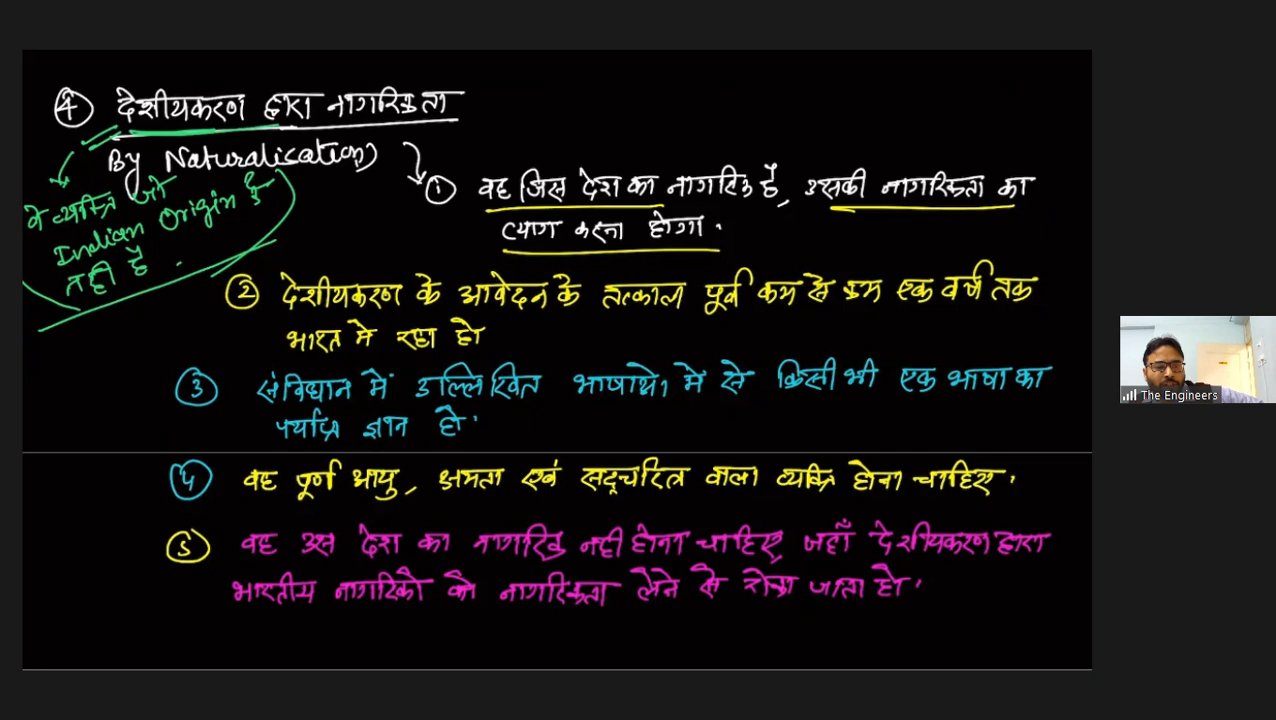 ④ देशीयकरण द्वारा नागरिकता
By Naturalisation
वे व्यक्ति जो
Indian Origin के
नही है.
① वह जिस देश का नागरिक है, उसकी नागरिकता का
त्याग करना होगा.
② देशीयकरण के आवेदन के तत्काल पूर्व कम से कम एक वर्ष तक
भारत मे रहा हो
③ संविधान में उल्लिखित भाषाओ मे से किसी भी एक भाषा का
पर्याप्त ज्ञान हो.
④ वह पूर्ण आयु, क्षमता एवं सद्चरित्र वाला व्यक्ति होना चाहिए.
⑤ वह उस देश का नागरिक नही होना चाहिए, जहाँ देशीयकरण द्वारा
भारतीय नागरिको को नागरिकता लेने से रोका जाता हो.
The Engineers